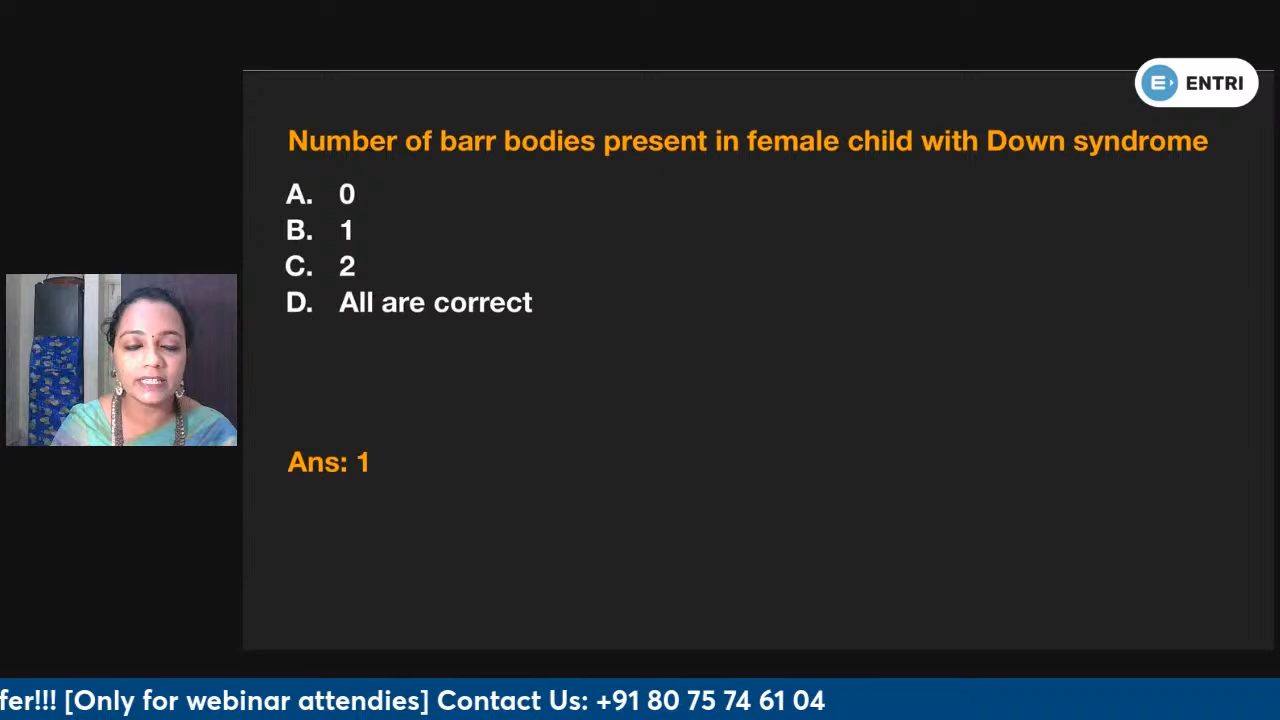 ENTRI
Number of barr bodies present in female child with Down syndrome
A. 0
B. 1
C. 2
D. All are correct
Ans: 1
fer!!! [Only for webinar attendies] Contact Us: +91 80 75 74 61 04